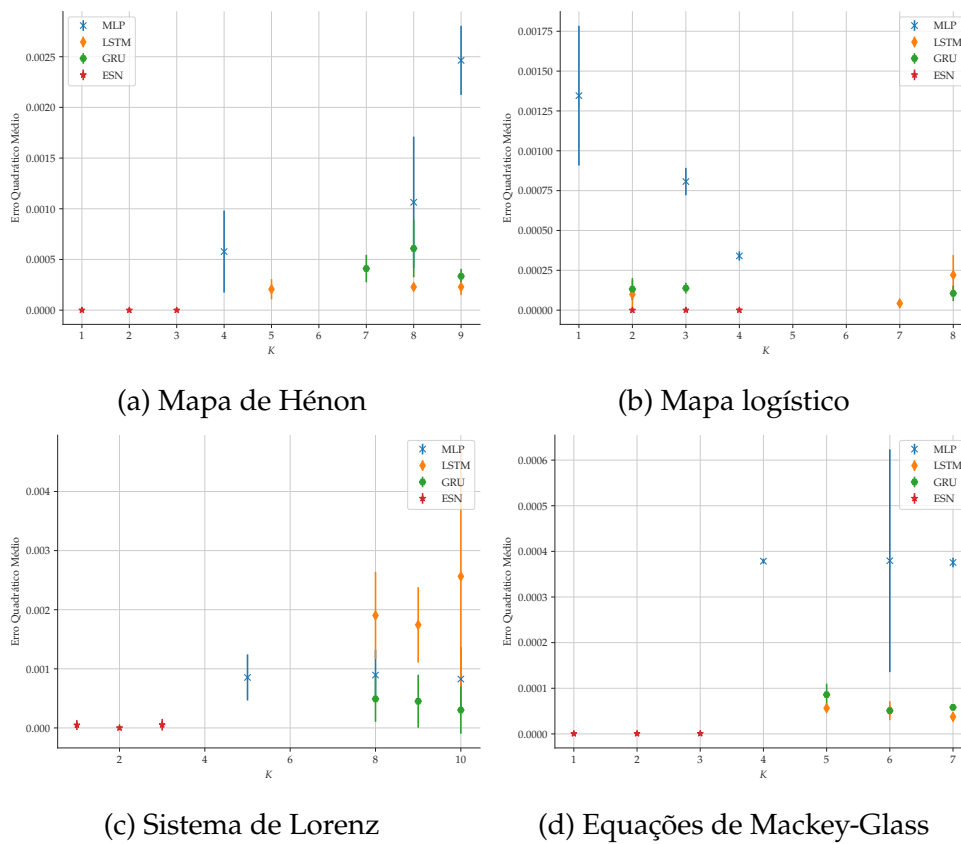 MLP
LSTM
GRU
ESN
0.0025
0.0020
0.0015
0.0010
0.0005
0.0000
Erro Quadrático Médio
1 2 3 4 5 6 7 8 9
K
(a) Mapa de Hénon
MLP
LSTM
GRU
ESN
0.00175
0.00150
0.00125
0.00100
0.00075
0.00050
0.00025
0.00000
Erro Quadrático Médio
1 2 3 4 5 6 7 8
K
(b) Mapa logístico
MLP
LSTM
GRU
ESN
0.004
0.003
0.002
0.001
0.000
Erro Quadrático Médio
2 4 6 8 10
K
(c) Sistema de Lorenz
MLP
LSTM
GRU
ESN
0.0006
0.0005
0.0004
0.0003
0.0002
0.0001
0.0000
Erro Quadrático Médio
1 2 3 4 5 6 7
K
(d) Equações de Mackey-Glass